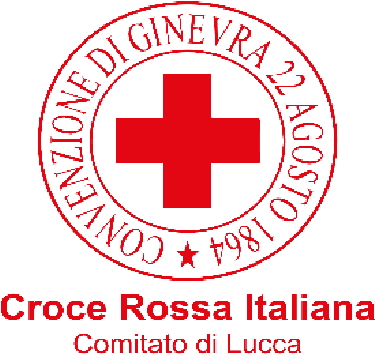 CONVENZIONE DI GINEVRA 22 AGOSTO 1864
Croce Rossa Italiana
Comitato di Lucca